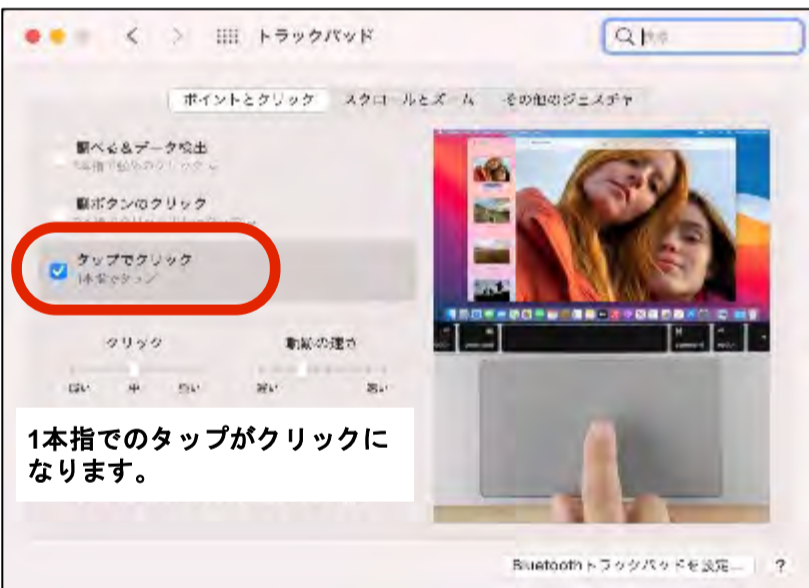 トラックパッド
検索
ポイントとクリック スクロールとズーム その他のジェスチャ
調べる&データ検出
副ボタンのクリック
タップでクリック
1本指でタップ
クリック 軌跡の速さ
弱い 中 強い 遅い 速い
1本指でのタップがクリックに
なります。
Bluetoothトラックパッドを設定... ?